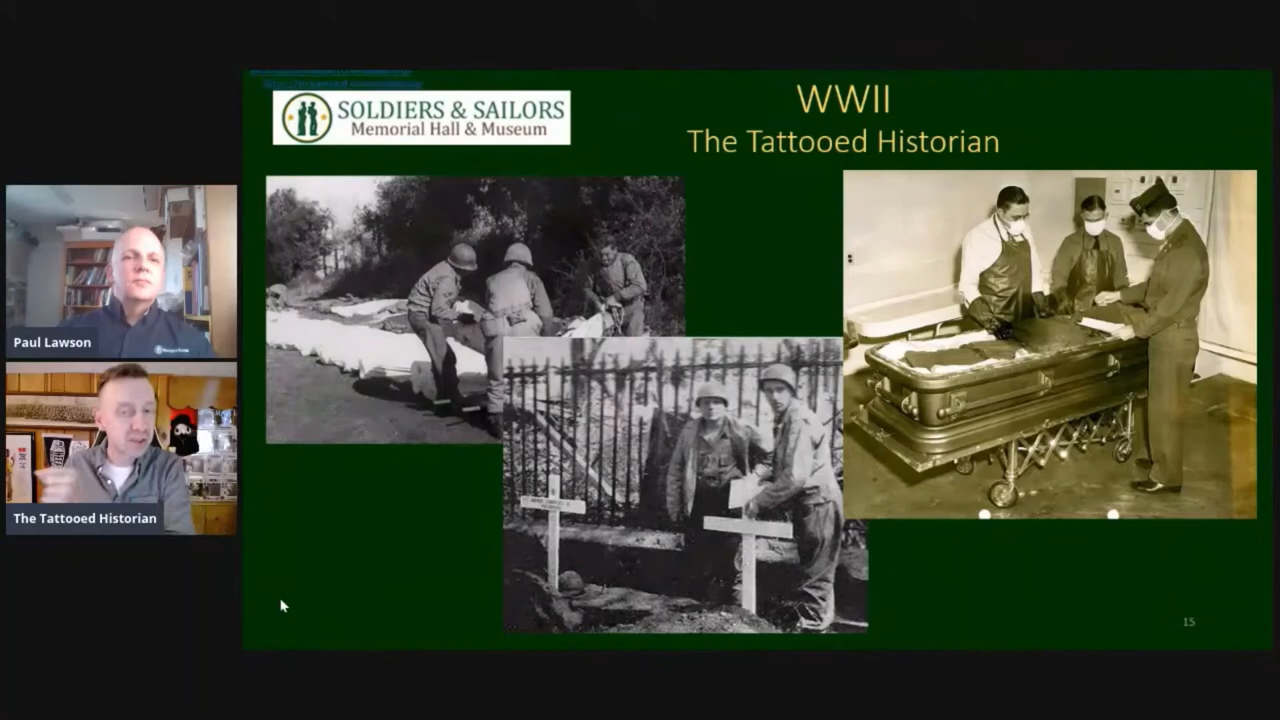 SOLDIERS & SAILORS
Memorial Hall & Museum
WWII
The Tattooed Historian
Paul Lawson
The Tattooed Historian
15